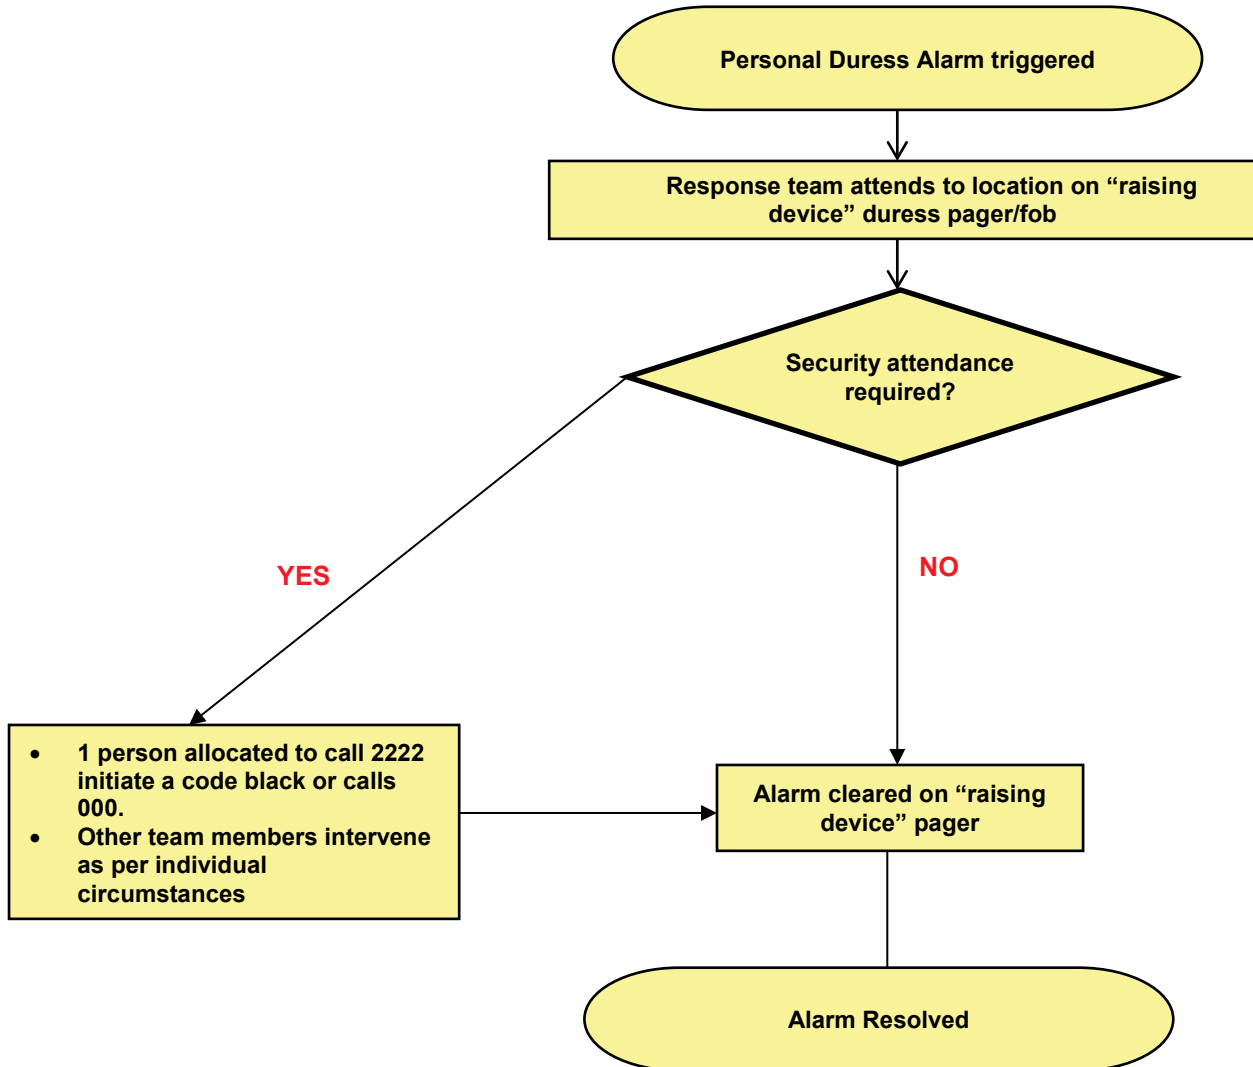 Personal Duress Alarm triggered
Response team attends to location on “raising
device” duress pager/fob
Security attendance
required?
YES
NO
• 1 person allocated to call 2222
initiate a code black or calls
000.
• Other team members intervene
as per individual
circumstances
Alarm cleared on “raising
device” pager
Alarm Resolved